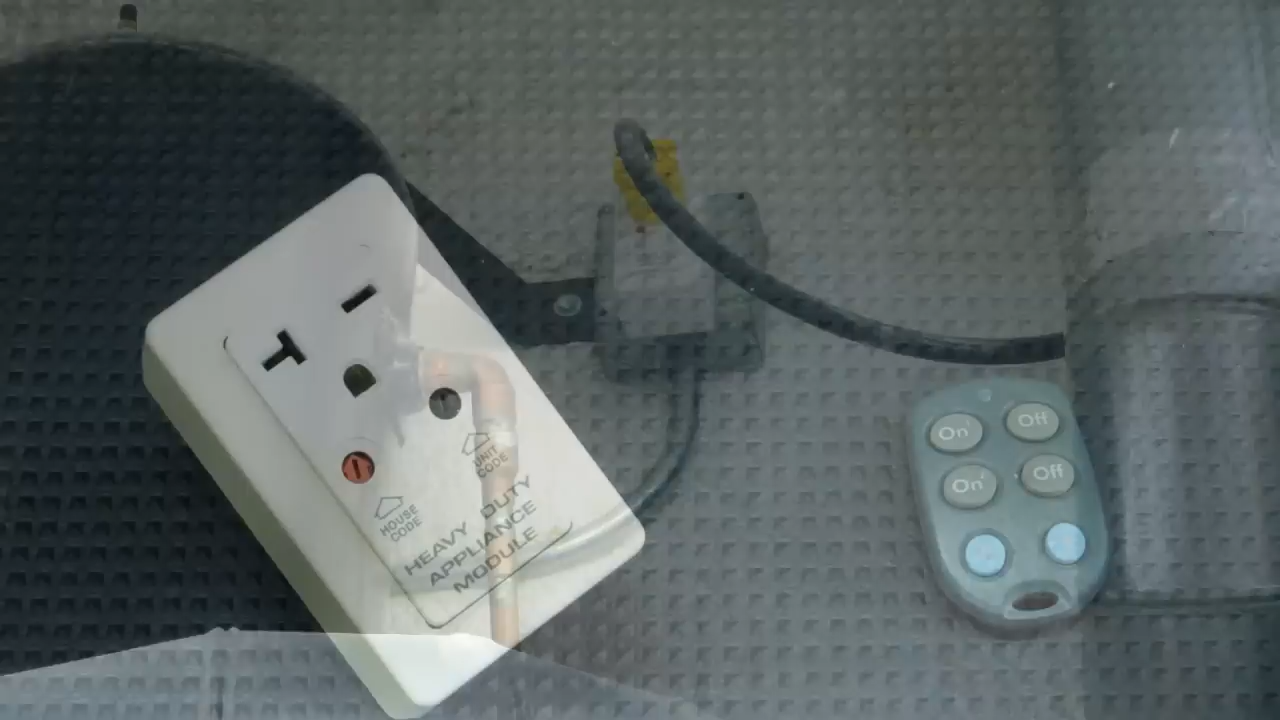 On
Off
On
Off
UNIT
CODE
HOUSE
CODE
HEAVY DUTY
APPLIANCE
MODULE